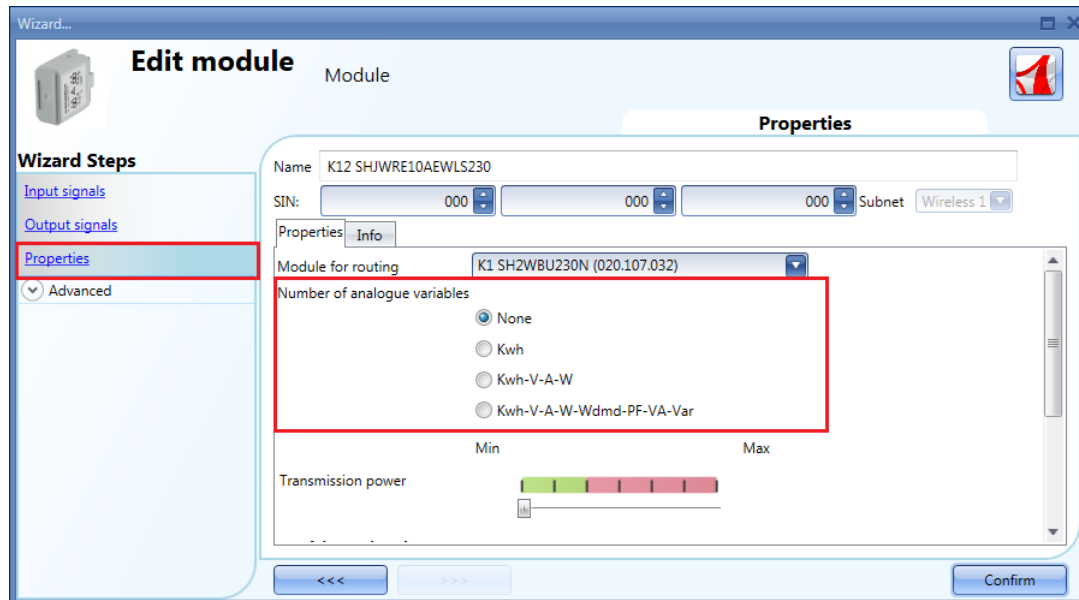 Wizard...
Edit module
Module
Properties
Wizard Steps
Input signals
Output signals
Properties
Advanced
Name K12 SHJWRE10AEWLS230
SIN: 000 000 000 Subnet Wireless 1
Properties Info
Module for routing K1 SH2WBU230N (020.107.032)
Number of analogue variables
None
Kwh
Kwh-V-A-W
Kwh-V-A-W-Wdmd-PF-VA-Var
Min Max
Transmission power
<<< >>> Confirm